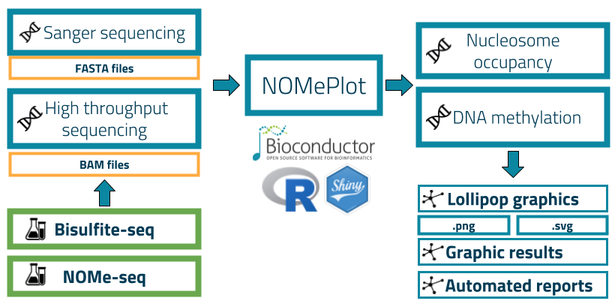 Sanger sequencing
FASTA files
High throughput
sequencing
BAM files
Bisulfite-seq
NOMe-seq
NOMePlot
Bioconductor
OPEN SOURCE SOFTWARE FOR BIOINFORMATICS
R
Shiny
Nucleosome
occupancy
DNA methylation
Lollipop graphics
.png
.svg
Graphic results
Automated reports